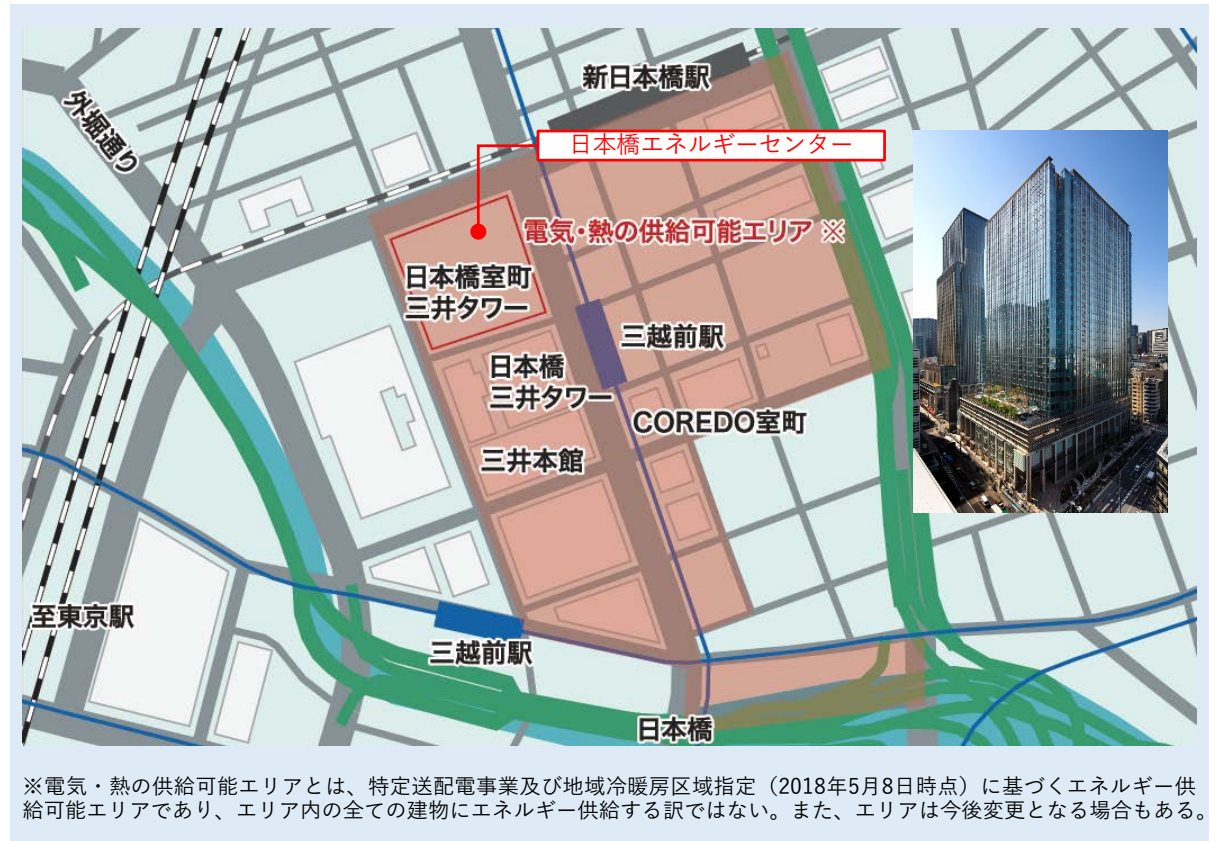 新日本橋駅
外堀通り
日本橋エネルギーセンター
電気・熱の供給可能エリア ※
日本橋室町
三井タワー
三越前駅
日本橋
三井タワー
COREDO室町
三井本館
至東京駅
三越前駅
日本橋
※電気・熱の供給可能エリアとは、特定送配電事業及び地域冷暖房区域指定（2018年5月8日時点）に基づくエネルギー供
給可能エリアであり、エリア内の全ての建物にエネルギー供給する訳ではない。また、エリアは今後変更となる場合もある。